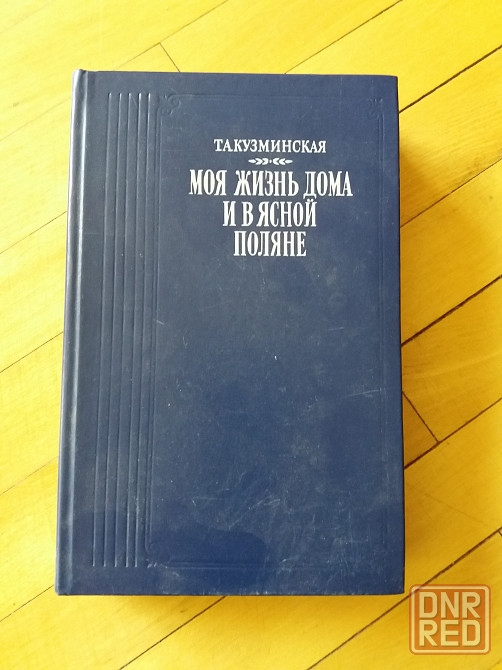 Т.А.КУЗМИНСКАЯ
МОЯ ЖИЗНЬ ДОМА
И В ЯСНОЙ
ПОЛЯНЕ
DNR
RED